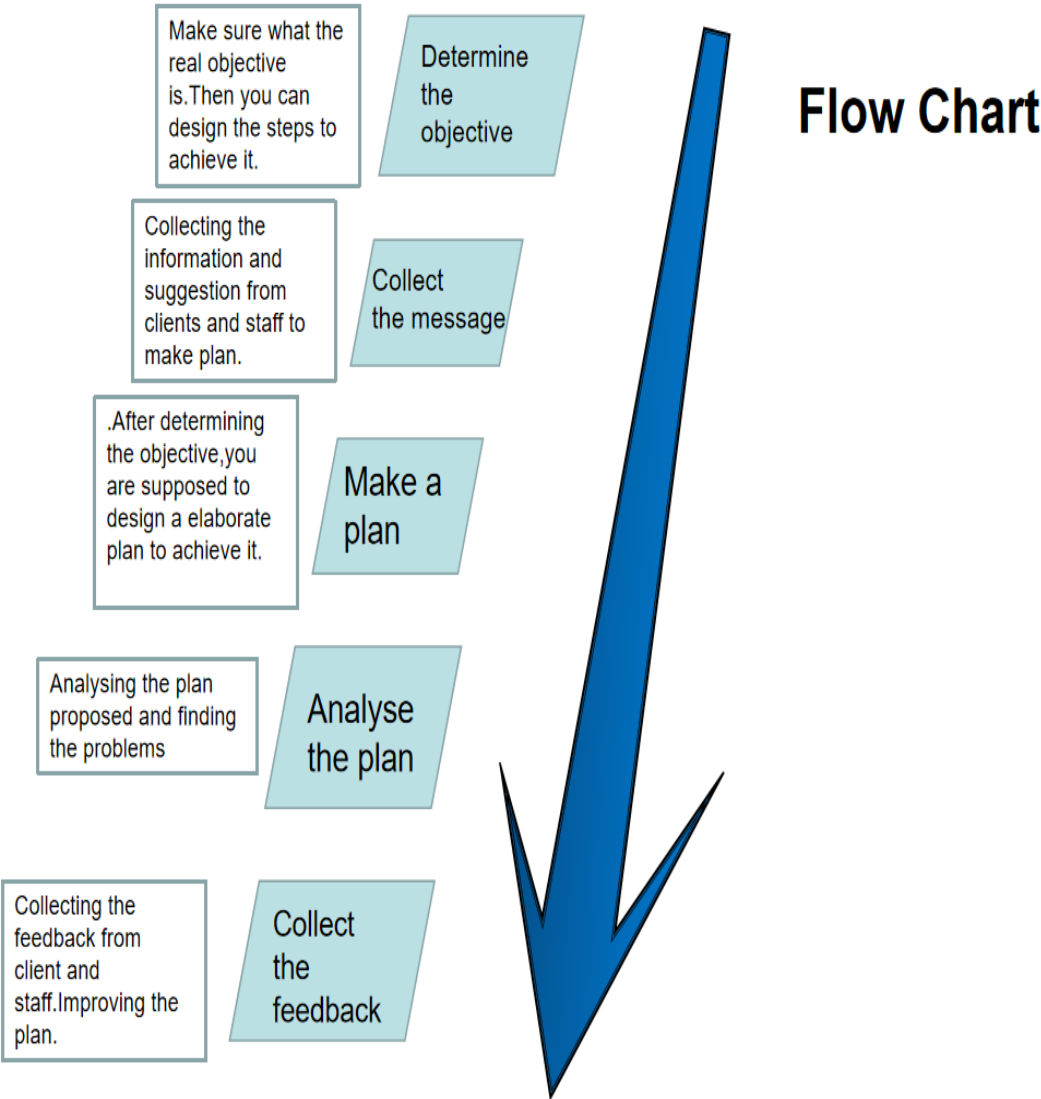 Flow Chart
Make sure what the
real objective
is.Then you can
design the steps to
achieve it.
Determine
the
objective
Collecting the
information and
suggestion from
clients and staff to
make plan.
Collect
the message
.After determining
the objective,you
are supposed to
design a elaborate
plan to achieve it.
Make a
plan
Analysing the plan
proposed and finding
the problems
Analyse
the plan
Collecting the
feedback from
client and
staff.Improving the
plan.
Collect
the
feedback